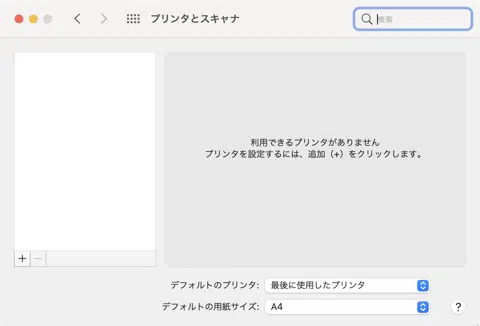 プリンタとスキャナ
検索
利用できるプリンタがありません
プリンタを設定するには、追加（+）をクリックします。
+ −
デフォルトのプリンタ: 最後に使用したプリンタ
デフォルトの用紙サイズ: A4
?